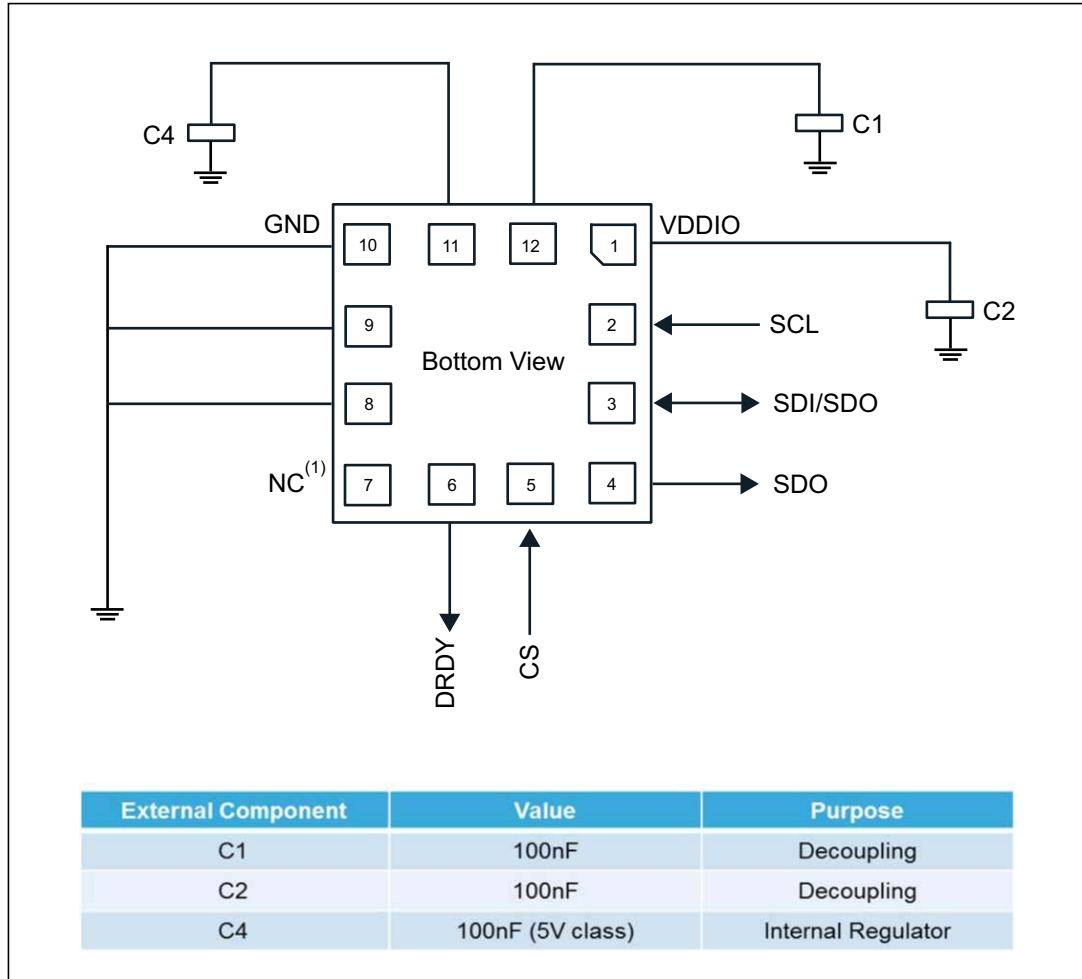 C4
C1
GND
10
11
12
1
VDDIO
9
2
SCL
C2
Bottom View
8
3
SDI/SDO
NC(1)
7
6
5
4
SDO
DRDY
CS
External Component Value Purpose
C1 100nF Decoupling
C2 100nF Decoupling
C4 100nF (5V class) Internal Regulator